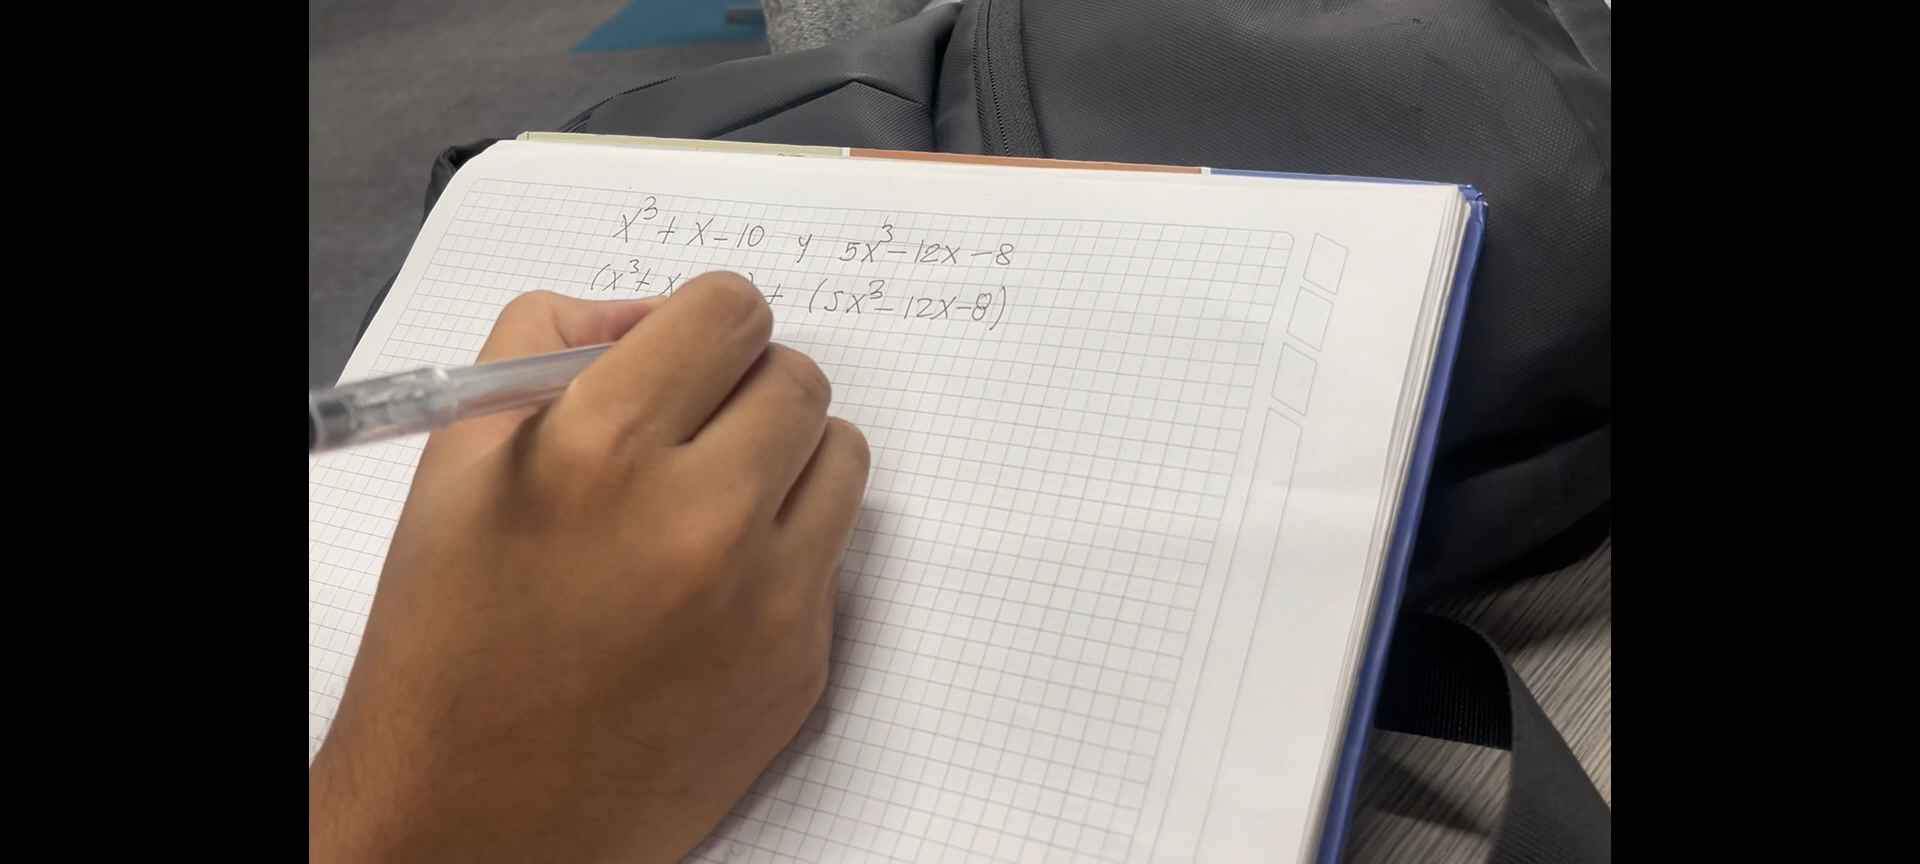 x³ + x - 10 y 5x³ - 12x - 8
(x³ + x ) + (5x³ - 12x - 8)